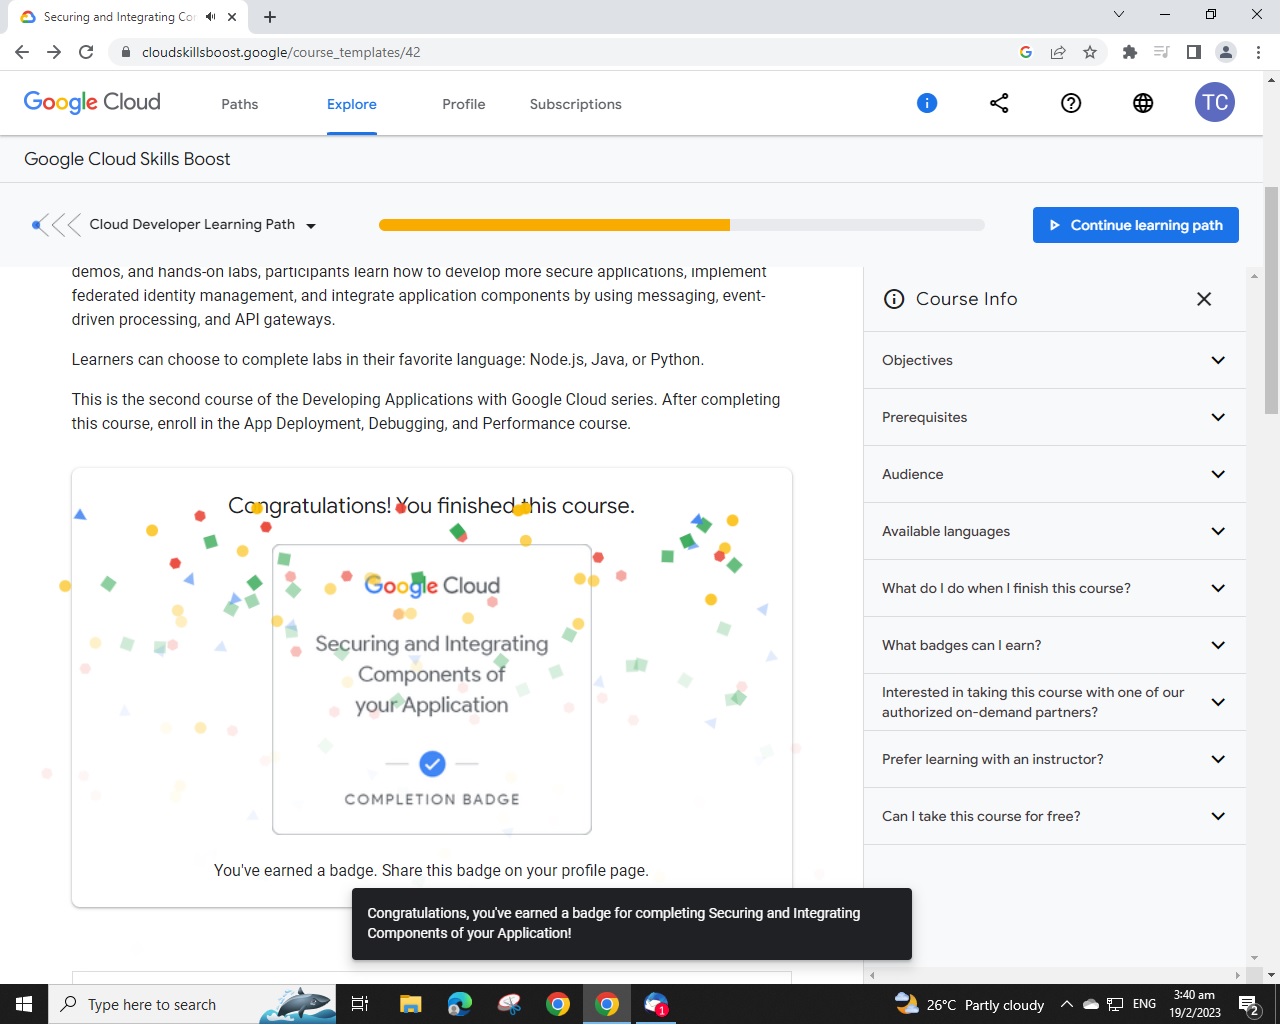 Securing and Integrating Co
cloudskillsboost.google/course_templates/42
Google Cloud
Paths
Explore
Profile
Subscriptions
TC
Google Cloud Skills Boost
Cloud Developer Learning Path
Continue learning path
demos, and hands-on labs, participants learn how to develop more secure applications, implement
federated identity management, and integrate application components by using messaging, event-
driven processing, and API gateways.
Learners can choose to complete labs in their favorite language: Node.js, Java, or Python.
This is the second course of the Developing Applications with Google Cloud series. After completing
this course, enroll in the App Deployment, Debugging, and Performance course.
Congratulations! You finished this course.
Google Cloud
Securing and Integrating
Components of
your Application
COMPLETION BADGE
You've earned a badge. Share this badge on your profile page.
Course Info
Objectives
Prerequisites
Audience
Available languages
What do I do when I finish this course?
What badges can I earn?
Interested in taking this course with one of our
authorized on-demand partners?
Prefer learning with an instructor?
Can I take this course for free?
Congratulations, you've earned a badge for completing Securing and Integrating
Components of your Application!
Type here to search
1
26°C Partly cloudy
ENG
3:40 am
19/2/2023
2